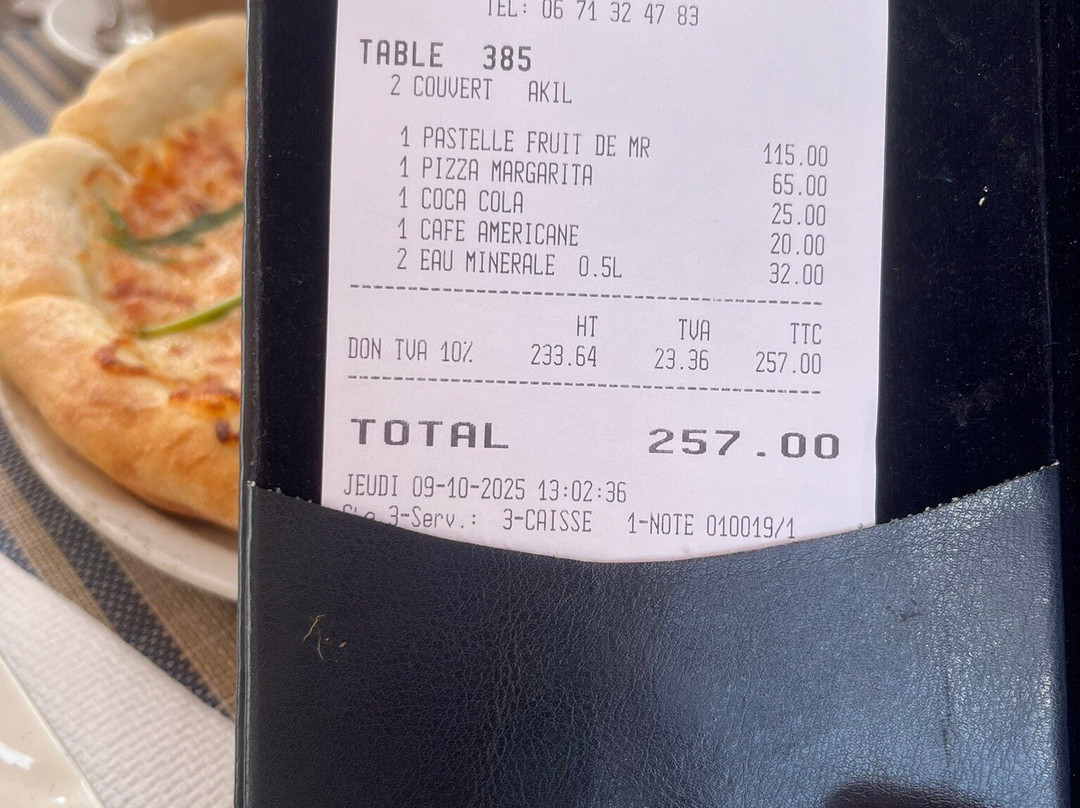 TEL: 06 71 32 47 83
TABLE 385
2 COUVERT AKIL
1 PASTELLE FRUIT DE MR 115.00
1 PIZZA MARGARITA 65.00
1 COCA COLA 25.00
1 CAFE AMERICANE 20.00
2 EAU MINERALE 0.5L 32.00
HT TVA TTC
DON TVA 10% 233.64 23.36 257.00
TOTAL 257.00
JEUDI 09-10-2025 13:02:36
3-Serv.: 3-CAISSE 1-NOTE 010019/1